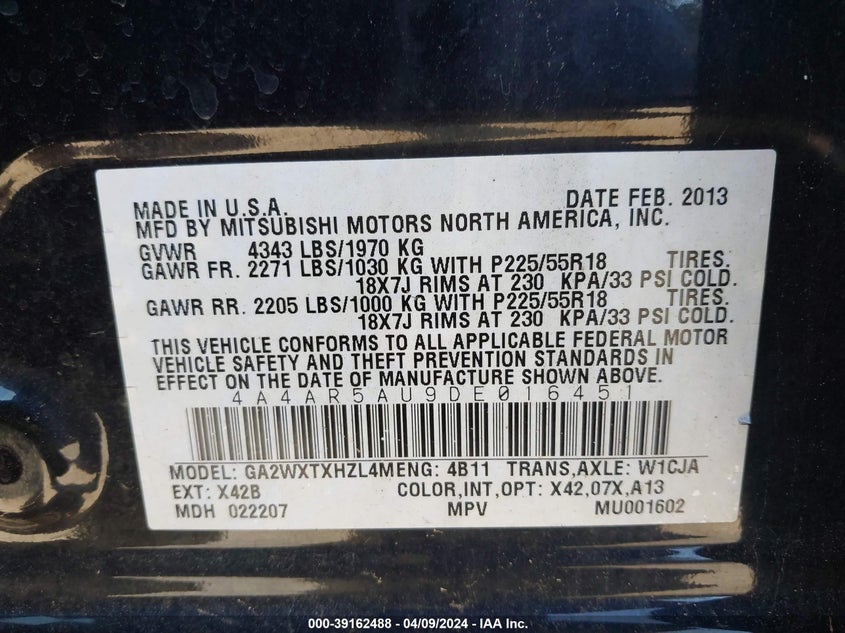 MADE IN U.S.A. DATE FEB. 2013
MFD BY MITSUBISHI MOTORS NORTH AMERICA, INC.
GVWR 4343 LBS/1970 KG
GAWR FR. 2271 LBS/1030 KG WITH P225/55R18 TIRES.
18X7J RIMS AT 230 KPA/33 PSI COLD.
GAWR RR. 2205 LBS/1000 KG WITH P225/55R18 TIRES.
18X7J RIMS AT 230 KPA/33 PSI COLD.
THIS VEHICLE CONFORMS TO ALL APPLICABLE FEDERAL MOTOR
VEHICLE SAFETY AND THEFT PREVENTION STANDARDS IN
EFFECT ON THE DATE OF MANUFACTURE SHOWN ABOVE.
4A4AR5AU9DE016451
MODEL: GA2WXTXHZL4MENG: 4B11 TRANS,AXLE: W1CJA
EXT: X42B COLOR,INT,OPT: X42,07X,A13
MDH 022207 MPV MU001602
000-39162488 - 04/09/2024 - IAA Inc.